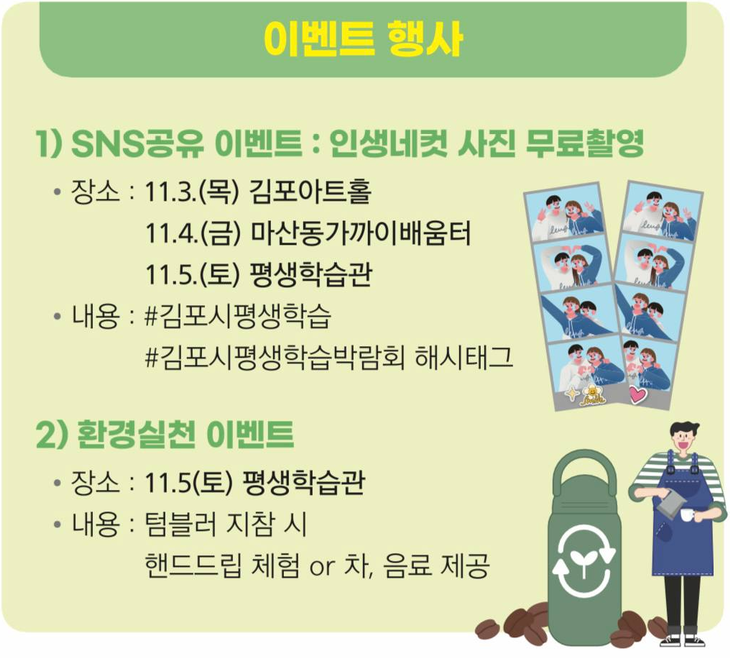 이벤트 행사
1) SNS공유 이벤트 : 인생네컷 사진 무료촬영
• 장소 : 11.3.(목) 김포아트홀
11.4.(금) 마산동가까이배움터
11.5.(토) 평생학습관
• 내용 : #김포시평생학습
#김포시평생학습박람회 해시태그
2) 환경실천 이벤트
• 장소 : 11.5(토) 평생학습관
• 내용 : 텀블러 지참 시
핸드드립 체험 or 차, 음료 제공